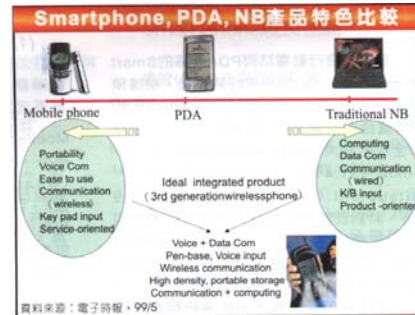 Smartphone, PDA, NB產品特色比較
Mobile phone
PDA
Traditional NB
Portability
Voice Com
Ease to use
Communication
（wireless）
Key pad input
Service-oriented
Ideal integrated product
（3rd generationwirelessphone）
Computing
Data Com
Communication
（wired）
K/B input
Product -oriented
Voice + Data Com
Pen-base, Voice input
Wireless communication
High density, portable storage
Communication + computing
資料來源：電子時報，99/5